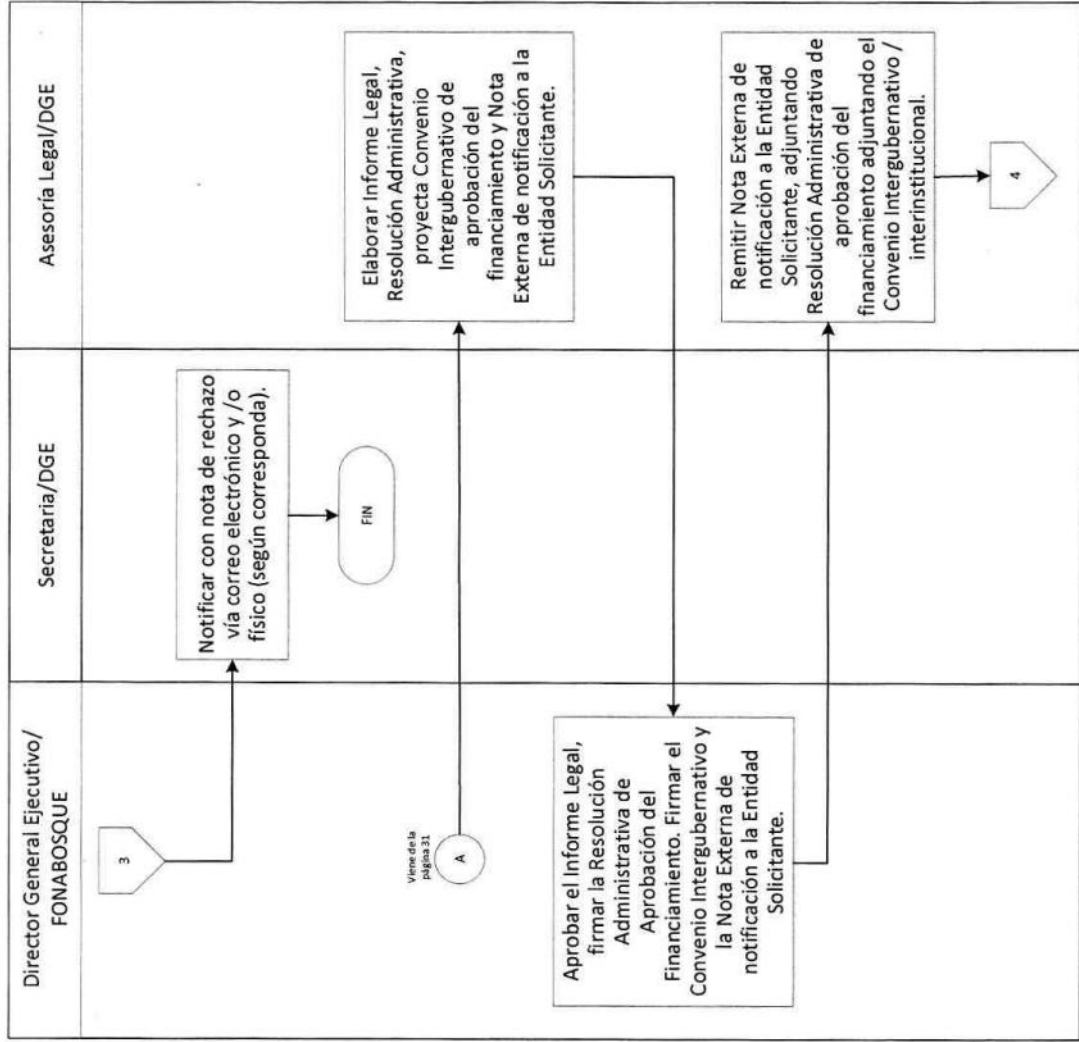 Director General Ejecutivo/
FONABOSQUE
Secretaria/DGE
Asesoría Legal/DGE
3
Notificar con nota de rechazo
vía correo electrónico y /o
físico (según corresponda).
FIN
Viene de la
página 31
A
Elaborar Informe Legal,
Resolución Administrativa,
proyecta Convenio
Intergubernativo de
aprobación del
financiamiento y Nota
Externa de notificación a la
Entidad Solicitante.
Aprobar el Informe Legal,
firmar la Resolución
Administrativa de
Aprobación del
Financiamiento. Firmar el
Convenio Intergubernativo y
la Nota Externa de
notificación a la Entidad
Solicitante.
Remitir Nota Externa de
notificación a la Entidad
Solicitante, adjuntando
Resolución Administrativa de
aprobación del
financiamiento adjuntando el
Convenio Intergubernativo /
interinstitucional.
4